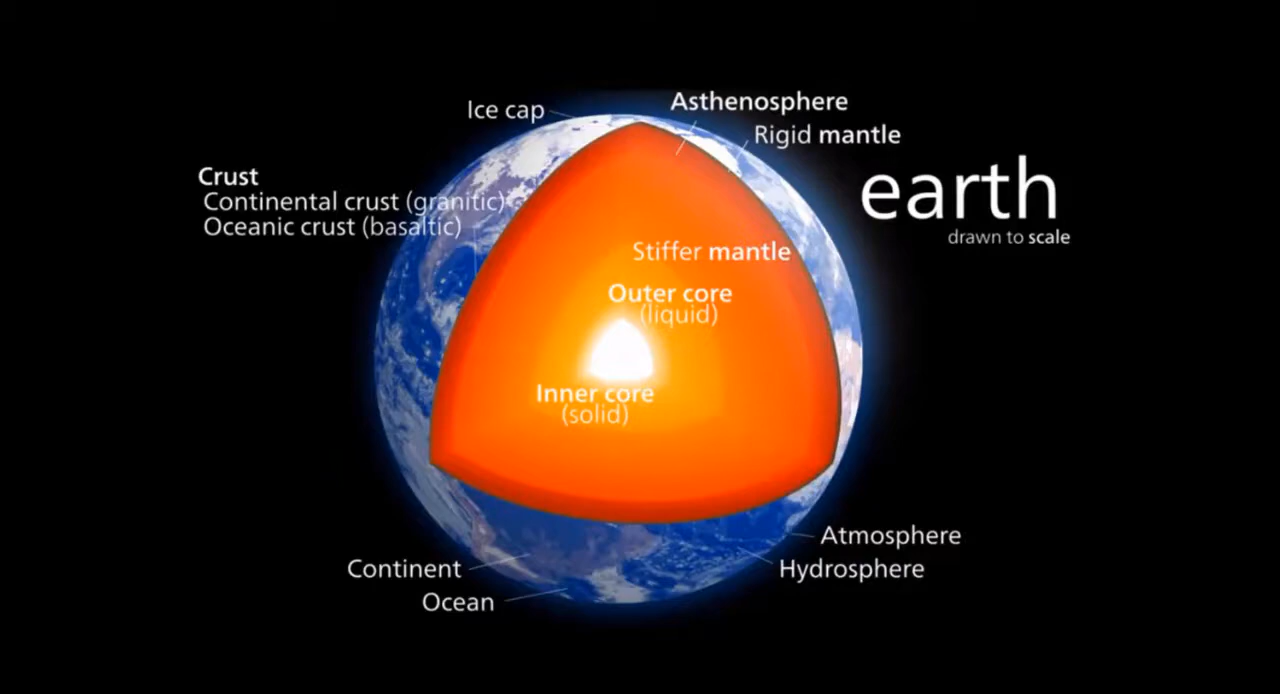 Ice cap
Asthenosphere
Rigid mantle
Crust
Continental crust (granitic)
Oceanic crust (basaltic)
earth
drawn to scale
Stiffer mantle
Outer core
(liquid)
Inner core
(solid)
Atmosphere
Hydrosphere
Continent
Ocean